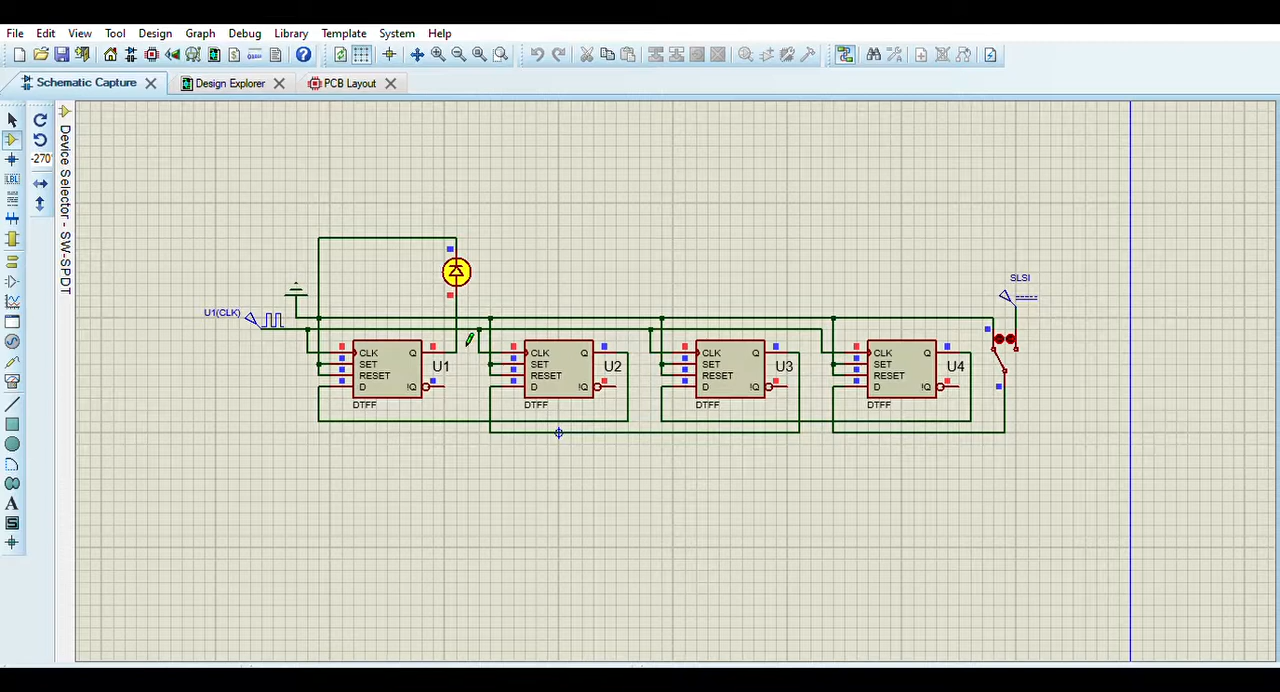 File Edit View Tool Design Graph Debug Library Template System Help
Schematic Capture Design Explorer PCB Layout
-270°
LBL
Device Selector - SW-SPDT
A
S
SLSI
U1(CLK)
CLK Q CLK Q CLK Q CLK Q
SET U1 SET U2 SET U3 SET U4
RESET RESET RESET RESET
D !Q D !Q D !Q D !Q
DTFF DTFF DTFF DTFF